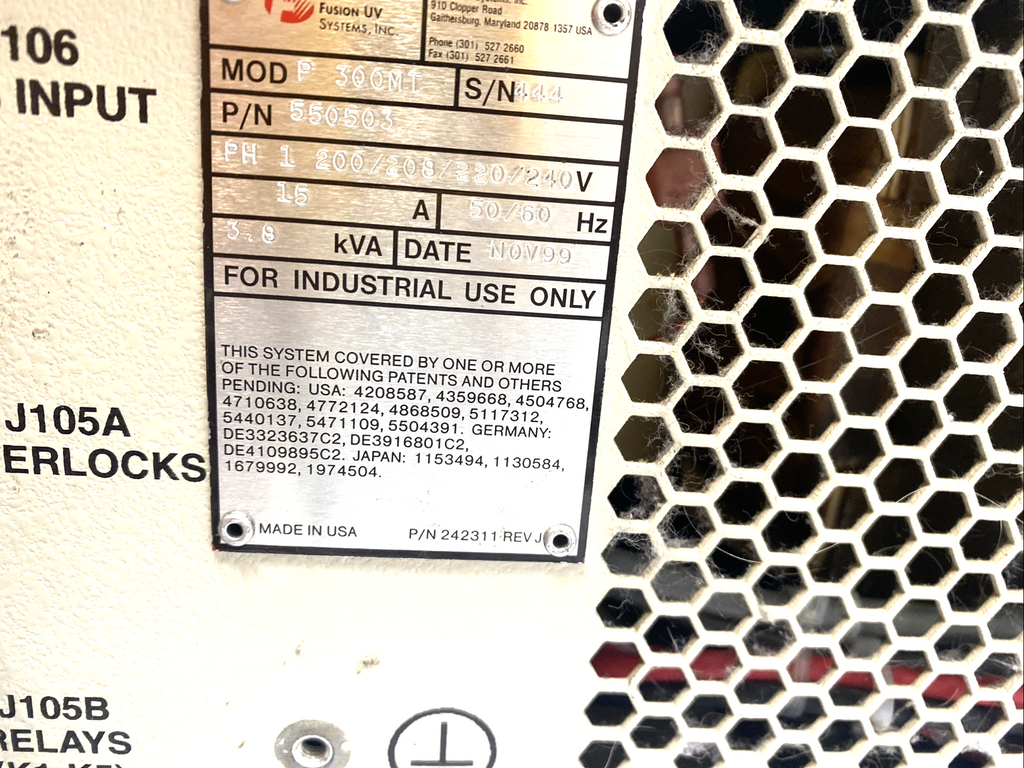 FUSION UV
SYSTEMS, INC.
910 Clopper Road
Gaithersburg, Maryland 20878 1357 USA
Phone (301) 527 2660
Fax (301) 527 2661
MOD P 300MT S/N 444
P/N 550503
PH 1 200/208/220/240 V
15 A 50/60 Hz
3.8 kVA DATE NOV99
FOR INDUSTRIAL USE ONLY
THIS SYSTEM COVERED BY ONE OR MORE
OF THE FOLLOWING PATENTS AND OTHERS
PENDING: USA: 4208587, 4359668, 4504768,
4710638, 4772124, 4868509, 5117312,
5440137, 5471109, 5504391. GERMANY:
DE3323637C2, DE3916801C2,
DE4109895C2. JAPAN: 1153494, 1130584,
1679992, 1974504.
MADE IN USA P/N 242311 REV J
106
INPUT
J105A
ERLOCKS
J105B
RELAYS